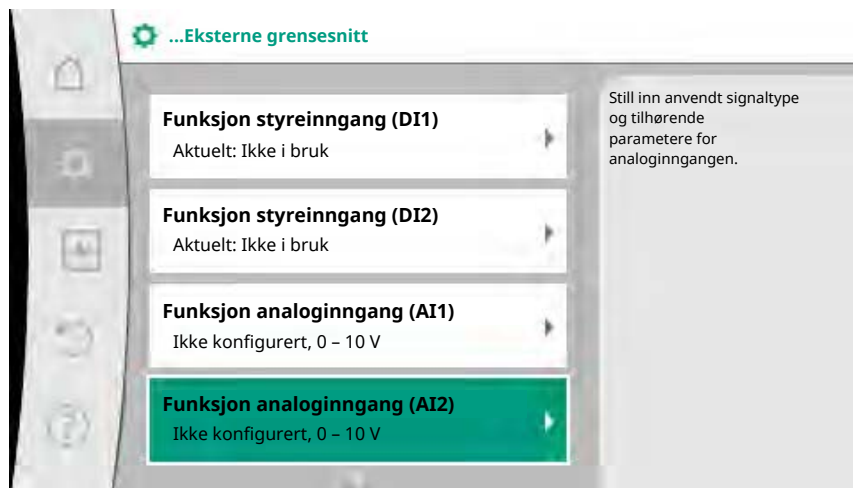 ...Eksterne grensesnitt
Funksjon styreinngang (DI1)
Aktuelt: Ikke i bruk
Funksjon styreinngang (DI2)
Aktuelt: Ikke i bruk
Funksjon analoginngang (AI1)
Ikke konfigurert, 0 – 10 V
Funksjon analoginngang (AI2)
Ikke konfigurert, 0 – 10 V
Still inn anvendt signaltype
og tilhørende
parametere for
analoginngangen.